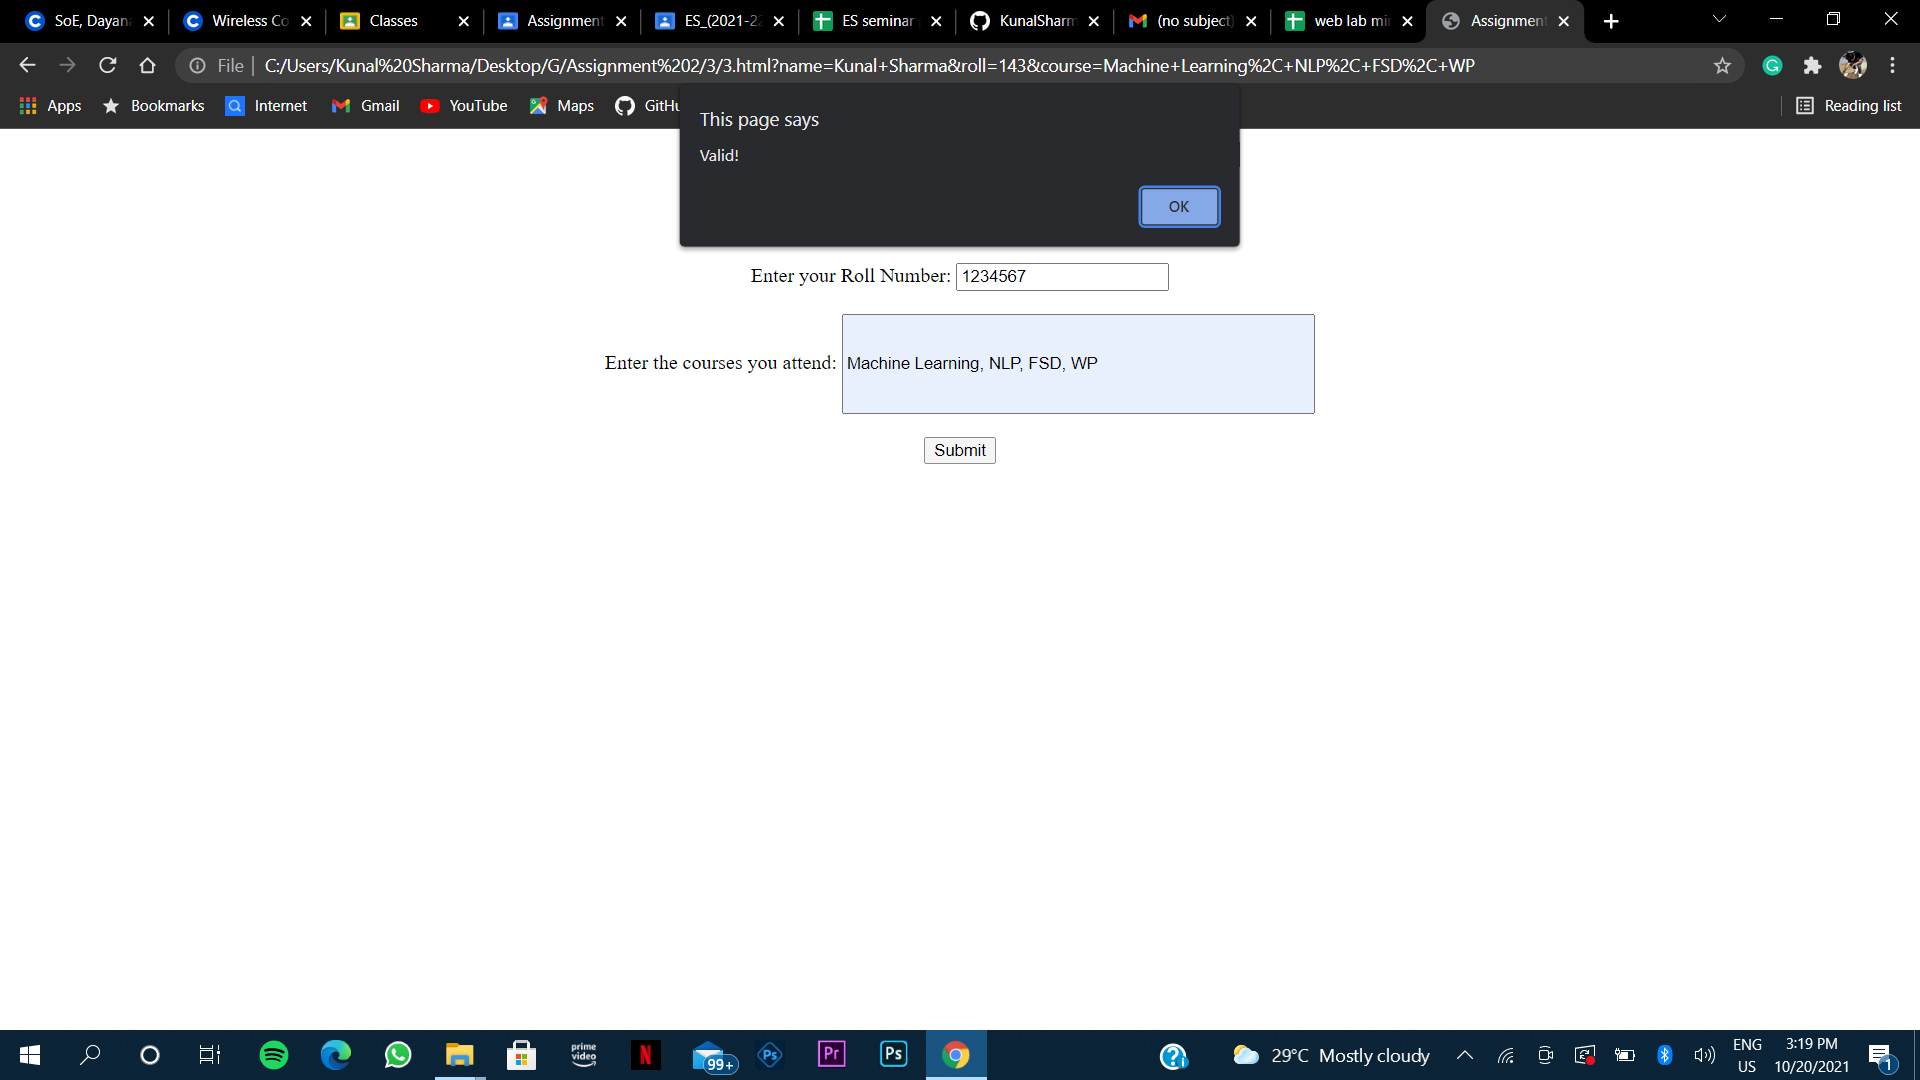 SoE, Dayan
Wireless Co
Classes
Assignment
ES_(2021-22
ES seminar
KunalSharm
(no subject)
web lab mi
Assignment
File
C:/Users/Kunal%20Sharma/Desktop/G/Assignment%202/3/3.html?name=Kunal+Sharma&roll=143&course=Machine+Learning%2C+NLP%2C+FSD%2C+WP
Apps
Bookmarks
Internet
Gmail
YouTube
Maps
GitHu
Reading list
This page says
Valid!
OK
Enter your Roll Number: 1234567
Enter the courses you attend: Machine Learning, NLP, FSD, WP
Submit
prime video
99+
Ps
Pr
Ps
29°C Mostly cloudy
ENG
US
3:19 PM
10/20/2021
1